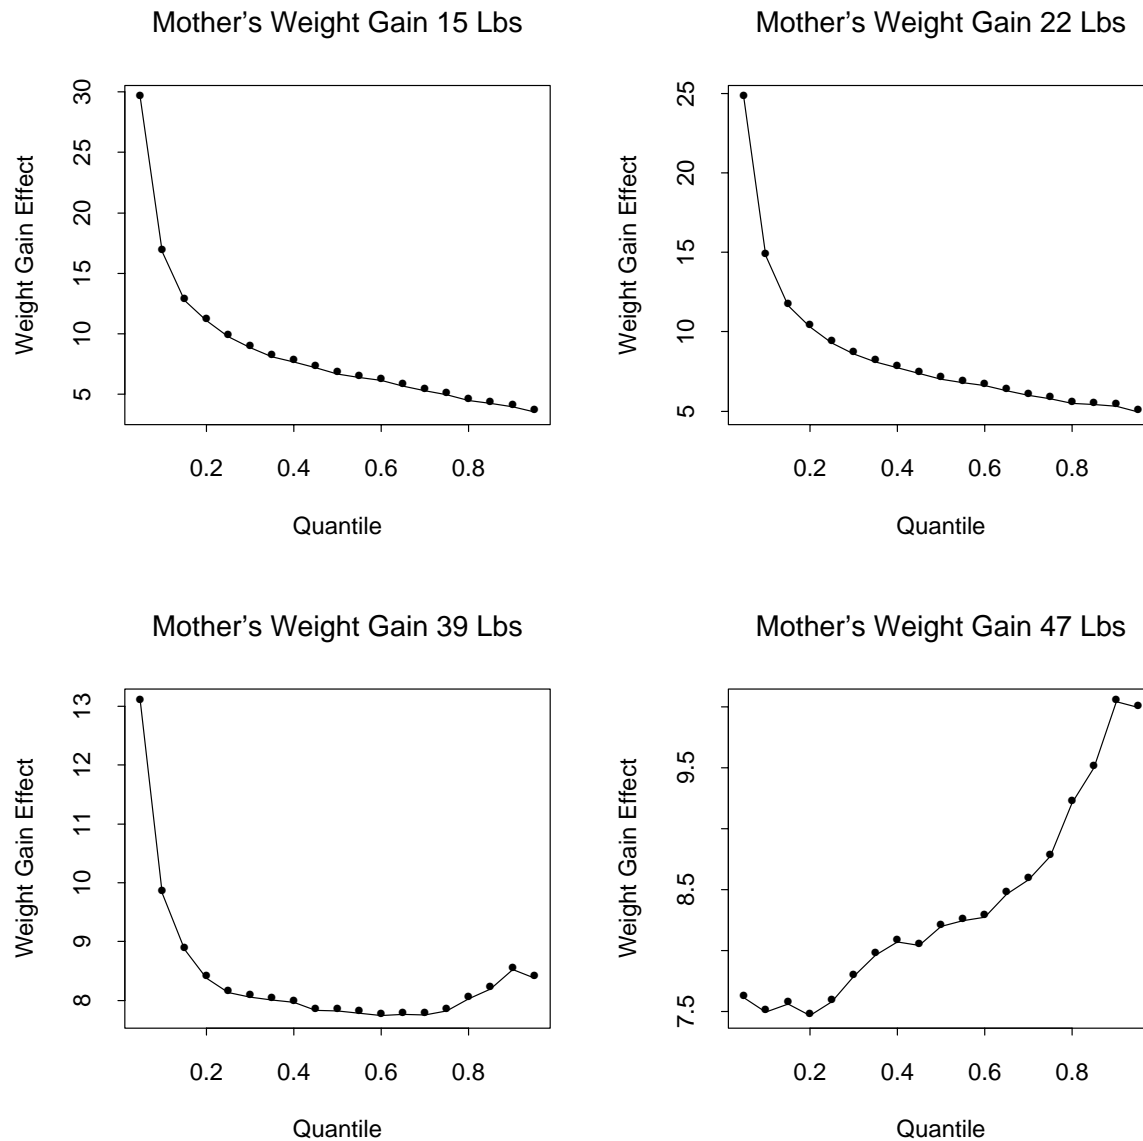 Mother’s Weight Gain 15 Lbs
Weight Gain Effect
30
25
20
15
10
5
0.2 0.4 0.6 0.8
Quantile
Mother’s Weight Gain 22 Lbs
Weight Gain Effect
25
20
15
10
5
0.2 0.4 0.6 0.8
Quantile
Mother’s Weight Gain 39 Lbs
Weight Gain Effect
13
12
11
10
9
8
0.2 0.4 0.6 0.8
Quantile
Mother’s Weight Gain 47 Lbs
Weight Gain Effect
9.5
8.5
7.5
0.2 0.4 0.6 0.8
Quantile